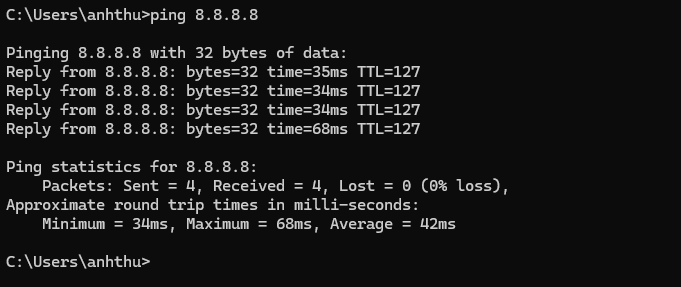 C:\Users\anhthu>ping 8.8.8.8
Pinging 8.8.8.8 with 32 bytes of data:
Reply from 8.8.8.8: bytes=32 time=35ms TTL=127
Reply from 8.8.8.8: bytes=32 time=34ms TTL=127
Reply from 8.8.8.8: bytes=32 time=34ms TTL=127
Reply from 8.8.8.8: bytes=32 time=68ms TTL=127
Ping statistics for 8.8.8.8:
    Packets: Sent = 4, Received = 4, Lost = 0 (0% loss),
Approximate round trip times in milli-seconds:
    Minimum = 34ms, Maximum = 68ms, Average = 42ms
C:\Users\anhthu>